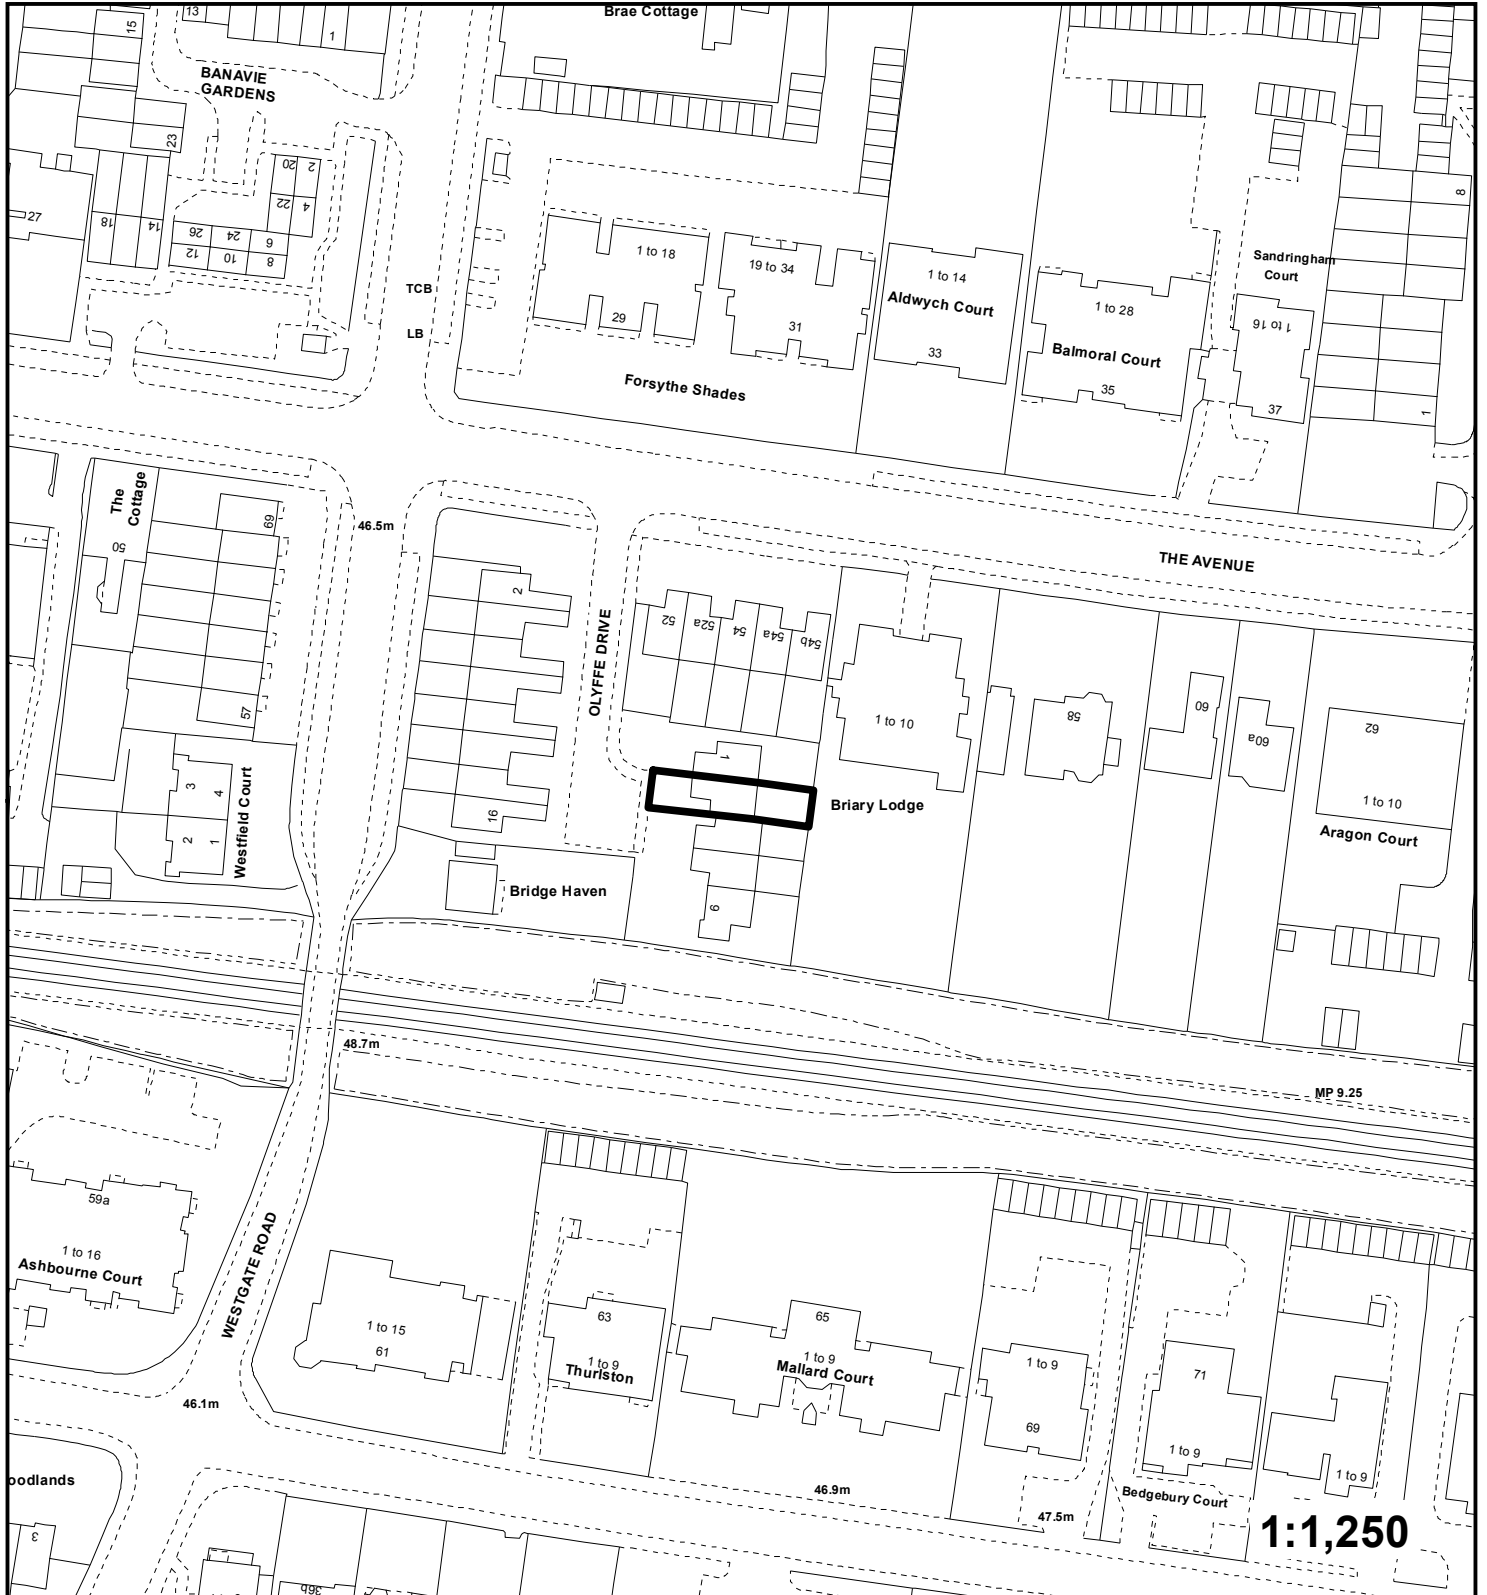 Brae Cottage
13
15
1
BANAVIE
GARDENS
23
20
2
22
4
27
18
14
26
24
6
12
10
8
1 to 18
29
19 to 34
31
1 to 14
Aldwych Court
33
1 to 28
Balmoral Court
35
Sandringham
Court
1 to 16
37
8
1
TCB
LB
Forsythe Shades
The
Cottage
50
69
46.5m
THE AVENUE
2
OLYFFE DRIVE
52
52a
54
54a
54b
57
1 to 10
58
60
60a
62
1 to 10
Aragon Court
1
3
4
2
1
Westfield Court
16
Briary Lodge
Bridge Haven
6
48.7m
MP 9.25
59a
1 to 16
Ashbourne Court
WESTGATE ROAD
1 to 15
61
63
1 to 9
Thurlston
65
1 to 9
Mallard Court
1 to 9
69
71
1 to 9
1 to 9
46.1m
oodlands
46.9m
47.5m
Bedgebury Court
3
36b
1:1,250